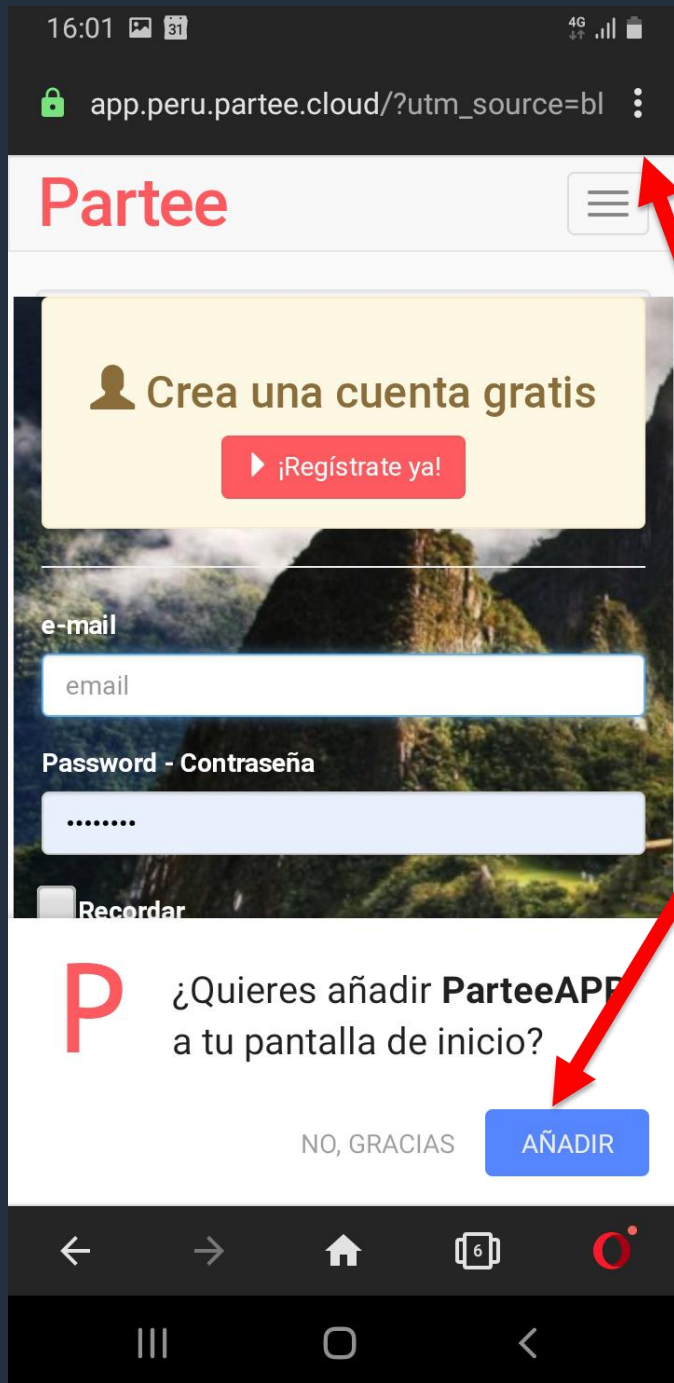 16:01 31 4G
app.peru.partee.cloud/?utm_source=bl
Partee
Crea una cuenta gratis
¡Regístrate ya!
e-mail
email
Password - Contraseña
••••••••
Recordar
P
¿Quieres añadir ParteeAPP
a tu pantalla de inicio?
NO, GRACIAS AÑADIR
6